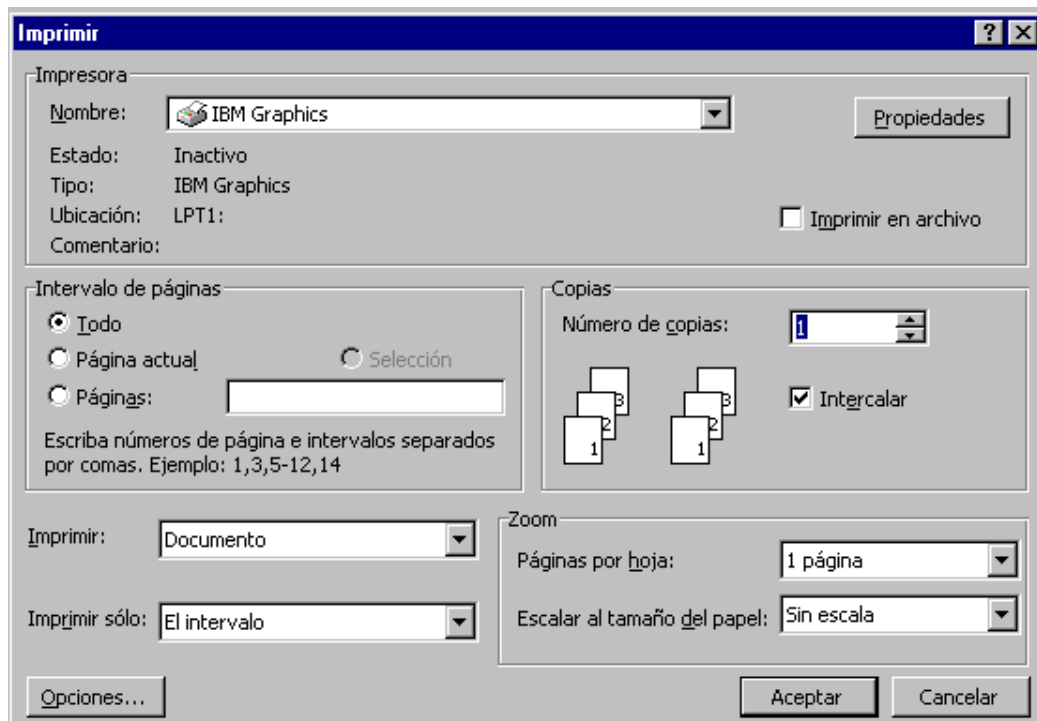 Imprimir
Impresora
Nombre: IBM Graphics Propiedades
Estado: Inactivo
Tipo: IBM Graphics
Ubicación: LPT1: Imprimir en archivo
Comentario:
Intervalo de páginas
Todo
Página actual Selección
Páginas:
Escriba números de página e intervalos separados
por comas. Ejemplo: 1,3,5-12,14
Copias
Número de copias: 1
3 3
2 2
1 1
Intercalar
Imprimir: Documento
Imprimir sólo: El intervalo
Zoom
Páginas por hoja: 1 página
Escalar al tamaño del papel: Sin escala
Opciones... Aceptar Cancelar